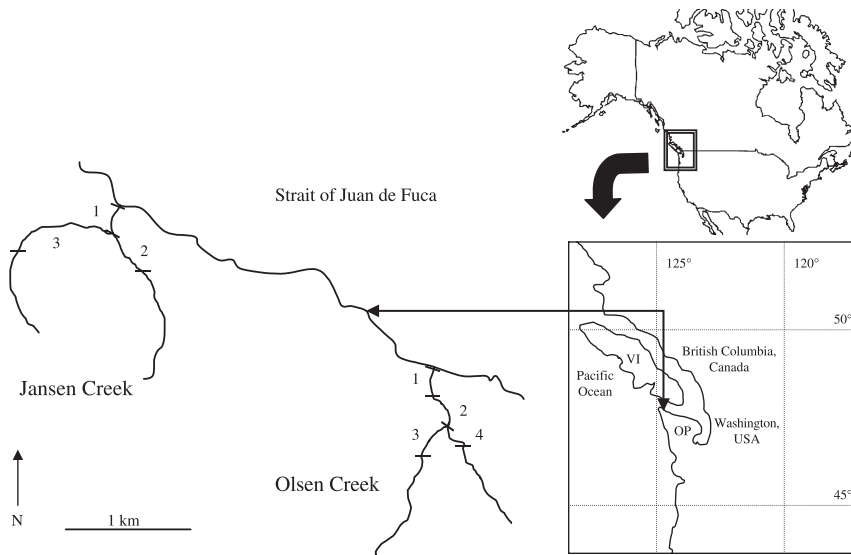 Strait of Juan de Fuca
1
3
2
Jansen Creek
1
2
3
4
Olsen Creek
N
1 km
125°
120°
50°
VI
British Columbia,
Canada
Pacific
Ocean
Washington,
USA
OP
45°